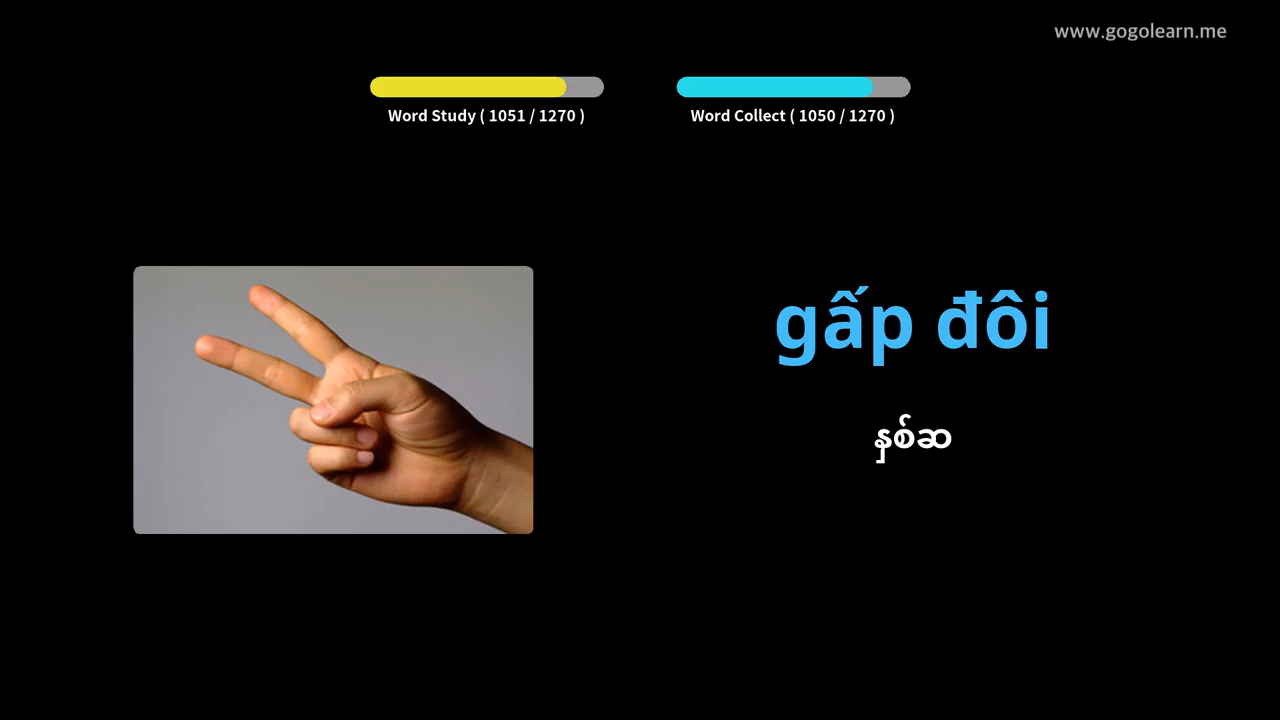 www.gogolearn.me
Word Study ( 1051 / 1270 )
Word Collect ( 1050 / 1270 )
gấp đôi
နှစ်ဆ